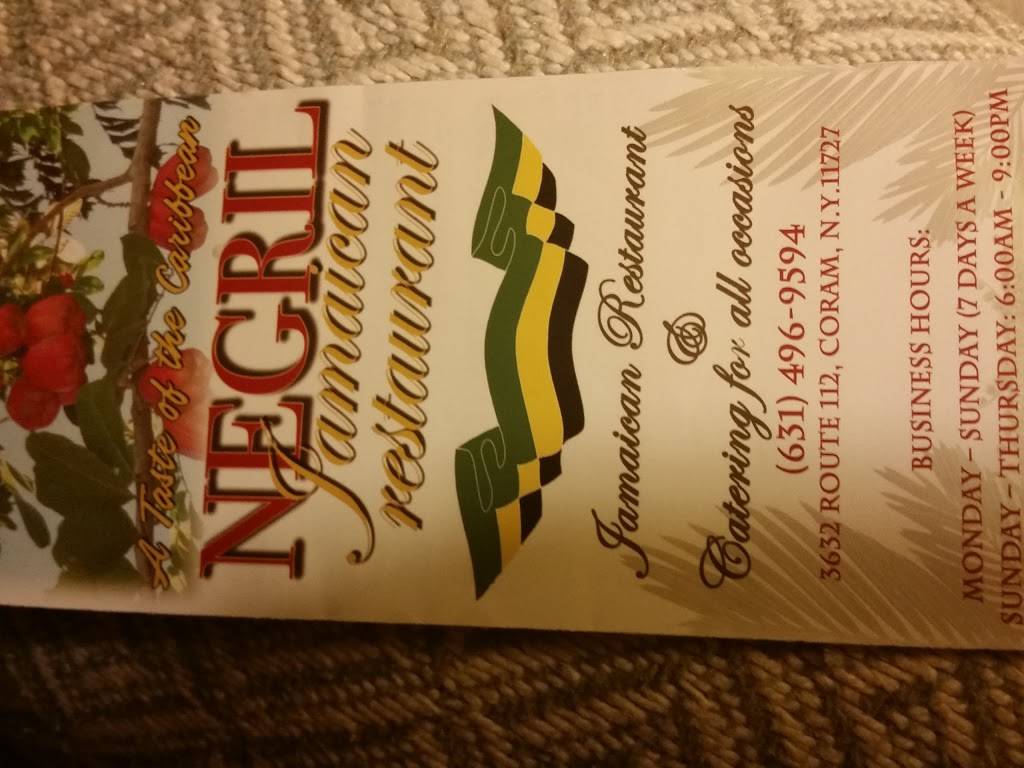 A Taste of the Caribbean
NEGRIL
Jamaican
restaurant
Jamaican Restaurant
&
Catering for all occasions
(631) 496-9594
3632 ROUTE 112, CORAM, N.Y.11727
BUSINESS HOURS:
MONDAY – SUNDAY (7 DAYS A WEEK)
SUNDAY – THURSDAY: 6:00AM - 9:00PM